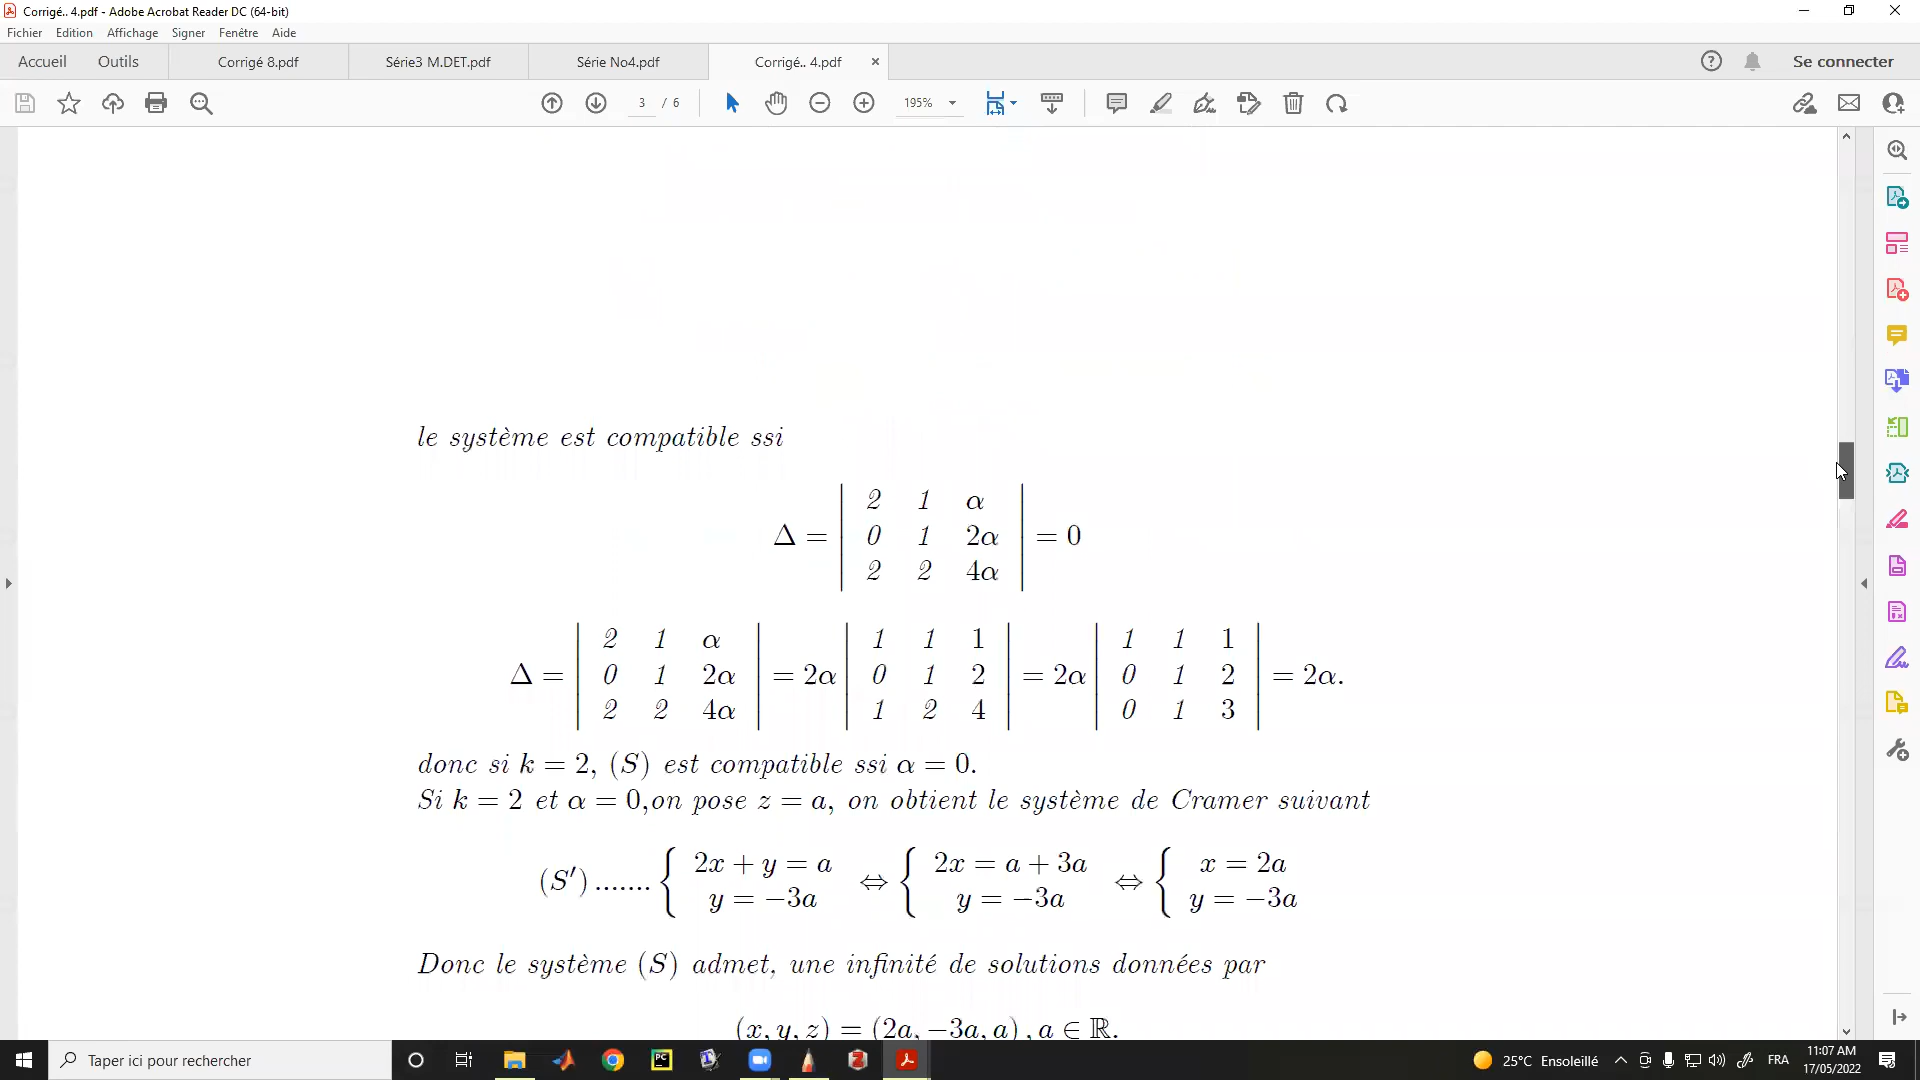 Corrigé.. 4.pdf - Adobe Acrobat Reader DC (64-bit)
Fichier Edition Affichage Signer Fenêtre Aide
Accueil Outils Corrigé 8.pdf Série3 M.DET.pdf Série No4.pdf Corrigé.. 4.pdf × Se connecter
3 / 6 195%
le système est compatible ssi
Δ = | 2 1 α |
| 0 1 2α | = 0
| 2 2 4α |
Δ = | 2 1 α | = 2α | 1 1 1 | = 2α | 1 1 1 | = 2α.
| 0 1 2α | | 0 1 2 | | 0 1 2 |
| 2 2 4α | | 1 2 4 | | 0 1 3 |
donc si k = 2, (S) est compatible ssi α = 0.
Si k = 2 et α = 0,on pose z = a, on obtient le système de Cramer suivant
(S′) ....... { 2x + y = a ⇔ { 2x = a + 3a ⇔ { x = 2a
y = −3a y = −3a y = −3a
Donc le système (S) admet, une infinité de solutions données par
(x, y, z) = (2a, −3a, a) , a ∈ ℝ.
Taper ici pour rechercher PC 25°C Ensoleillé FRA 11:07 AM
17/05/2022